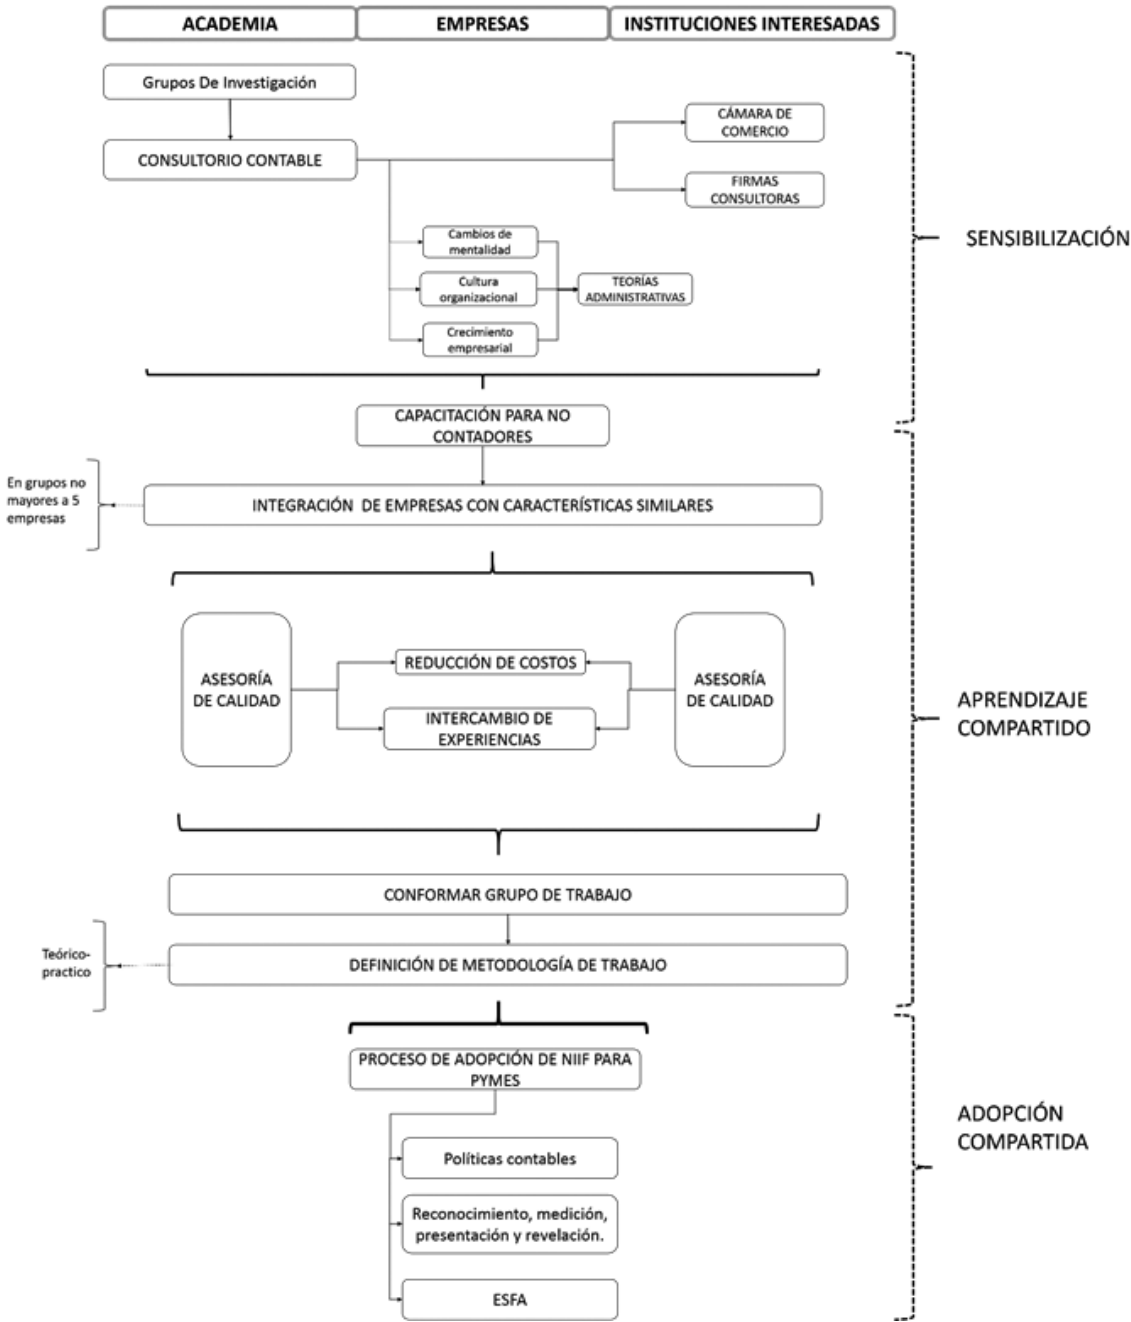 ACADEMIA
EMPRESAS
INSTITUCIONES INTERESADAS
Grupos De Investigación
CONSULTORIO CONTABLE
CÁMARA DE
COMERCIO
FIRMAS
CONSULTORAS
Cambios de
mentalidad
Cultura
organizacional
Crecimiento
empresarial
TEORÍAS
ADMINISTRATIVAS
SENSIBILIZACIÓN
CAPACITACIÓN PARA NO
CONTADORES
En grupos no
mayores a 5
empresas
INTEGRACIÓN DE EMPRESAS CON CARACTERÍSTICAS SIMILARES
ASESORÍA
DE CALIDAD
REDUCCIÓN DE COSTOS
INTERCAMBIO DE
EXPERIENCIAS
ASESORÍA
DE CALIDAD
APRENDIZAJE
COMPARTIDO
CONFORMAR GRUPO DE TRABAJO
Teórico-
practico
DEFINICIÓN DE METODOLOGÍA DE TRABAJO
PROCESO DE ADOPCIÓN DE NIIF PARA
PYMES
Políticas contables
Reconocimiento, medición,
presentación y revelación.
ESFA
ADOPCIÓN
COMPARTIDA